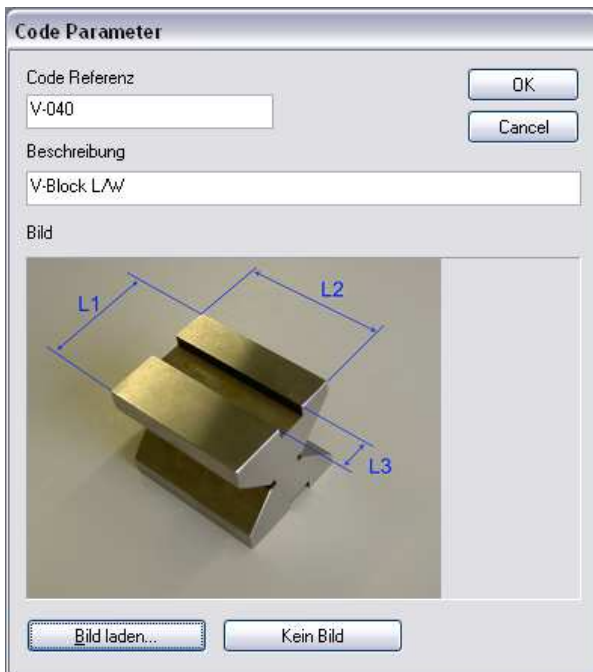 Code Parameter
Code Referenz
OK
V-040
Cancel
Beschreibung
V-Block L/W
Bild
L1
L2
L3
Bild laden...
Kein Bild